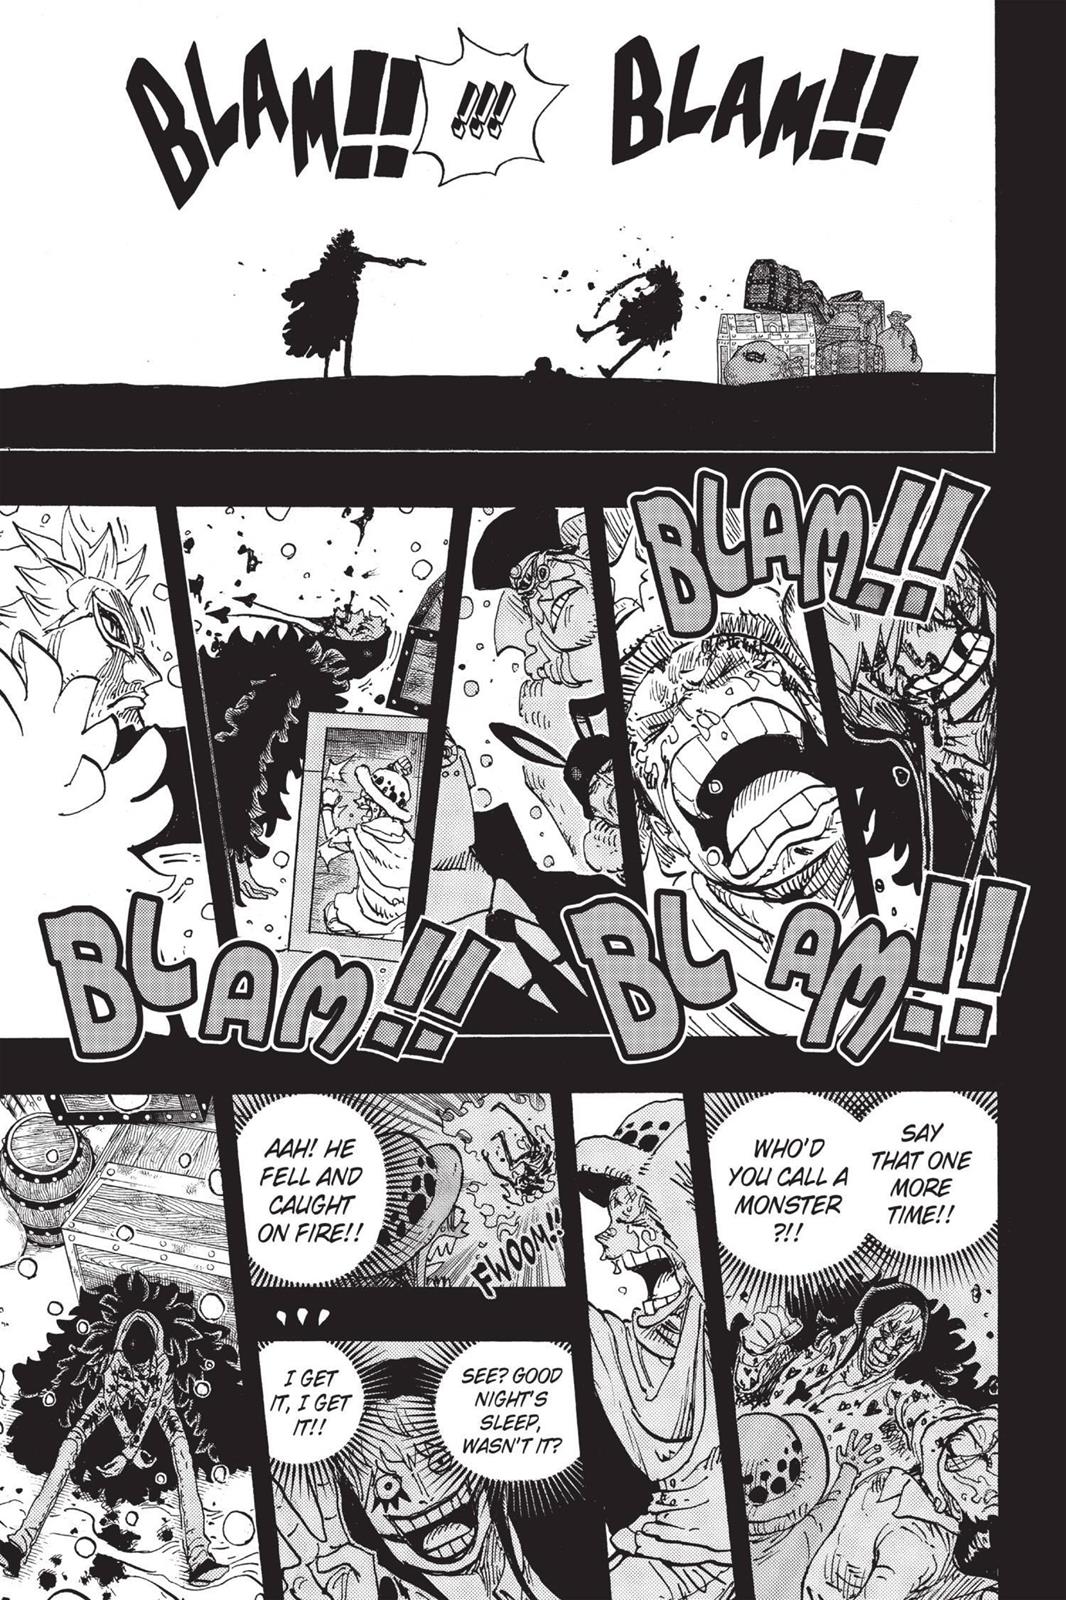 BLAM!!
!!!
BLAM!!
BLAM!!
BLAM!!
BLAM!!
SAY
THAT ONE
MORE
TIME!!
WHO'D
YOU CALL A
MONSTER
?!!
AAH! HE
FELL AND
CAUGHT
ON FIRE!!
FWOOM!!
SEE? GOOD
NIGHT'S
SLEEP,
WASN'T IT?
I GET
IT, I GET
IT!!